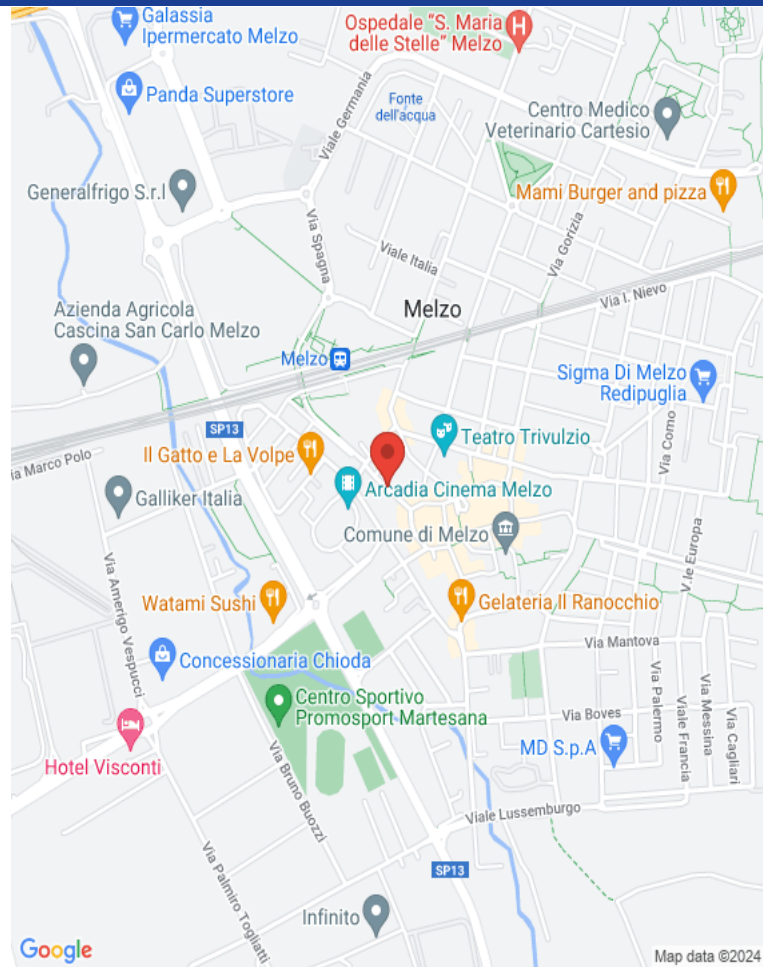 Galassia
Ipermercato Melzo
Ospedale “S. Maria
delle Stelle” Melzo
H
Panda Superstore
Fonte
dell'acqua
Viale Germania
Centro Medico
Veterinario Cartesio
Generalfrigo S.r.l
Mami Burger and pizza
Via Spagna
Viale Italia
Via Gorizia
Via I. Nievo
Azienda Agricola
Cascina San Carlo Melzo
Melzo
Melzo
Sigma Di Melzo
Redipuglia
SP13
Teatro Trivulzio
Via Como
ia Marco Polo
Il Gatto e La Volpe
Galliker Italia
Arcadia Cinema Melzo
Comune di Melzo
V.le Europa
Via Amerigo Vespucci
Watami Sushi
Gelateria Il Ranocchio
Via Mantova
Concessionaria Chioda
Centro Sportivo
Promosport Martesana
Via Palermo
Viale Francia
Via Messina
Via Cagliari
Via Boves
MD S.p.A
Hotel Visconti
Via Bruno Buozzi
Viale Lussemburgo
Via Palmiro Togliatti
SP13
Infinito
Google
Map data ©2024